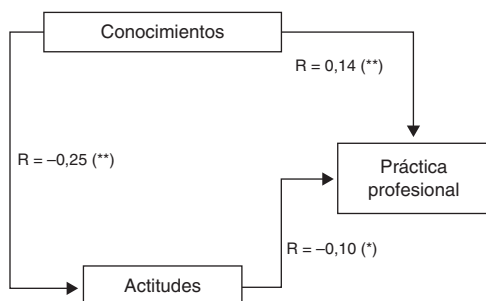 Conocimientos
R = 0,14 (**)
R = –0,25 (**)
Práctica
profesional
R = –0,10 (*)
Actitudes